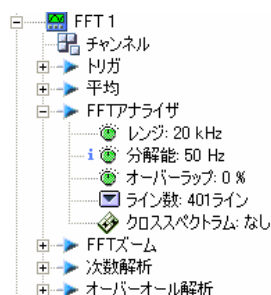 FFT 1
チャンネル
トリガ
平均
FFTアナライザ
レンジ: 20 kHz
i 分解能: 50 Hz
オーバーラップ: 0 %
ライン数: 401ライン
クロススペクトラム: なし
FFTズーム
次数解析
オーバーオール解析